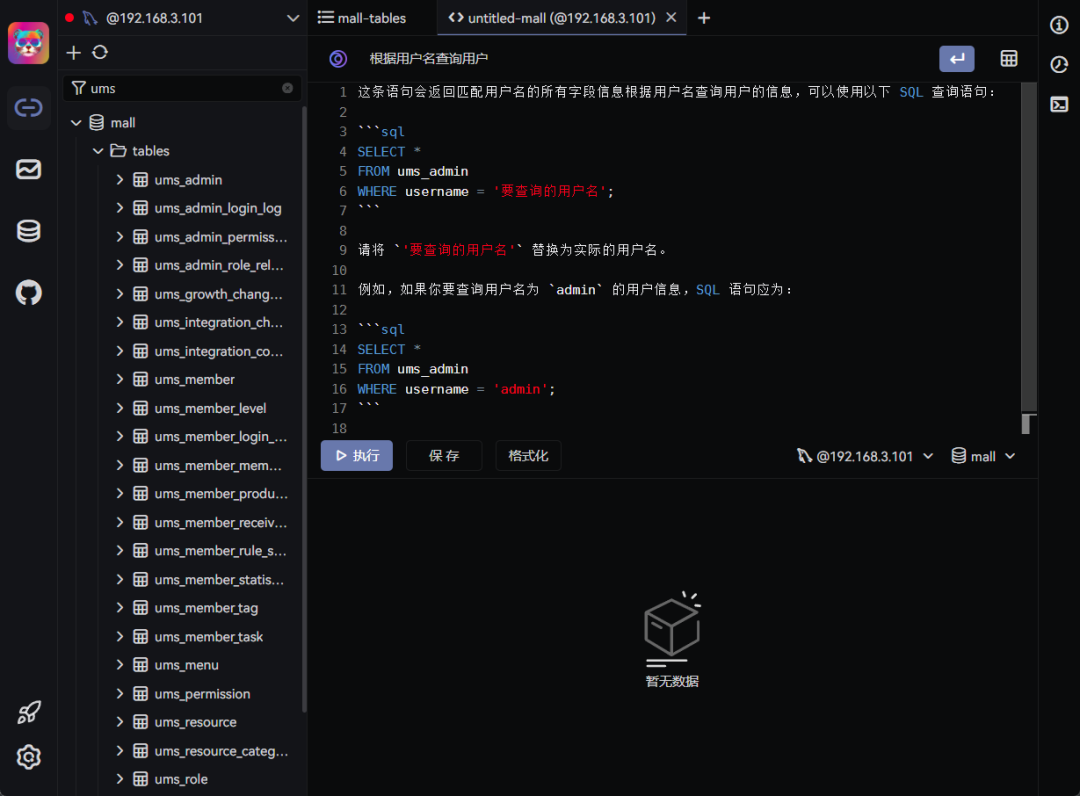 @192.168.3.101
mall-tables
untitled-mall (@192.168.3.101)
根据用户名查询用户
ums
mall
tables
ums_admin
ums_admin_login_log
ums_admin_permiss...
ums_admin_role_rel...
ums_growth_chang...
ums_integration_ch...
ums_integration_co...
ums_member
ums_member_level
ums_member_login_...
ums_member_mem...
ums_member_produ...
ums_member_receiv...
ums_member_rule_s...
ums_member_statis...
ums_member_tag
ums_member_task
ums_menu
ums_permission
ums_resource
ums_resource_categ...
ums_role
1 这条语句会返回匹配用户名的所有字段信息根据用户名查询用户的信息，可以使用以下 SQL 查询语句：
2
3 ```sql
4 SELECT *
5 FROM ums_admin
6 WHERE username = '要查询的用户名';
7 ```
8
9 请将 `'要查询的用户名'` 替换为实际的用户名。
10
11 例如，如果你要查询用户名为 `admin` 的用户信息，SQL 语句应为：
12
13 ```sql
14 SELECT *
15 FROM ums_admin
16 WHERE username = 'admin';
17 ```
18
执行 保存 格式化 @192.168.3.101 mall
暂无数据